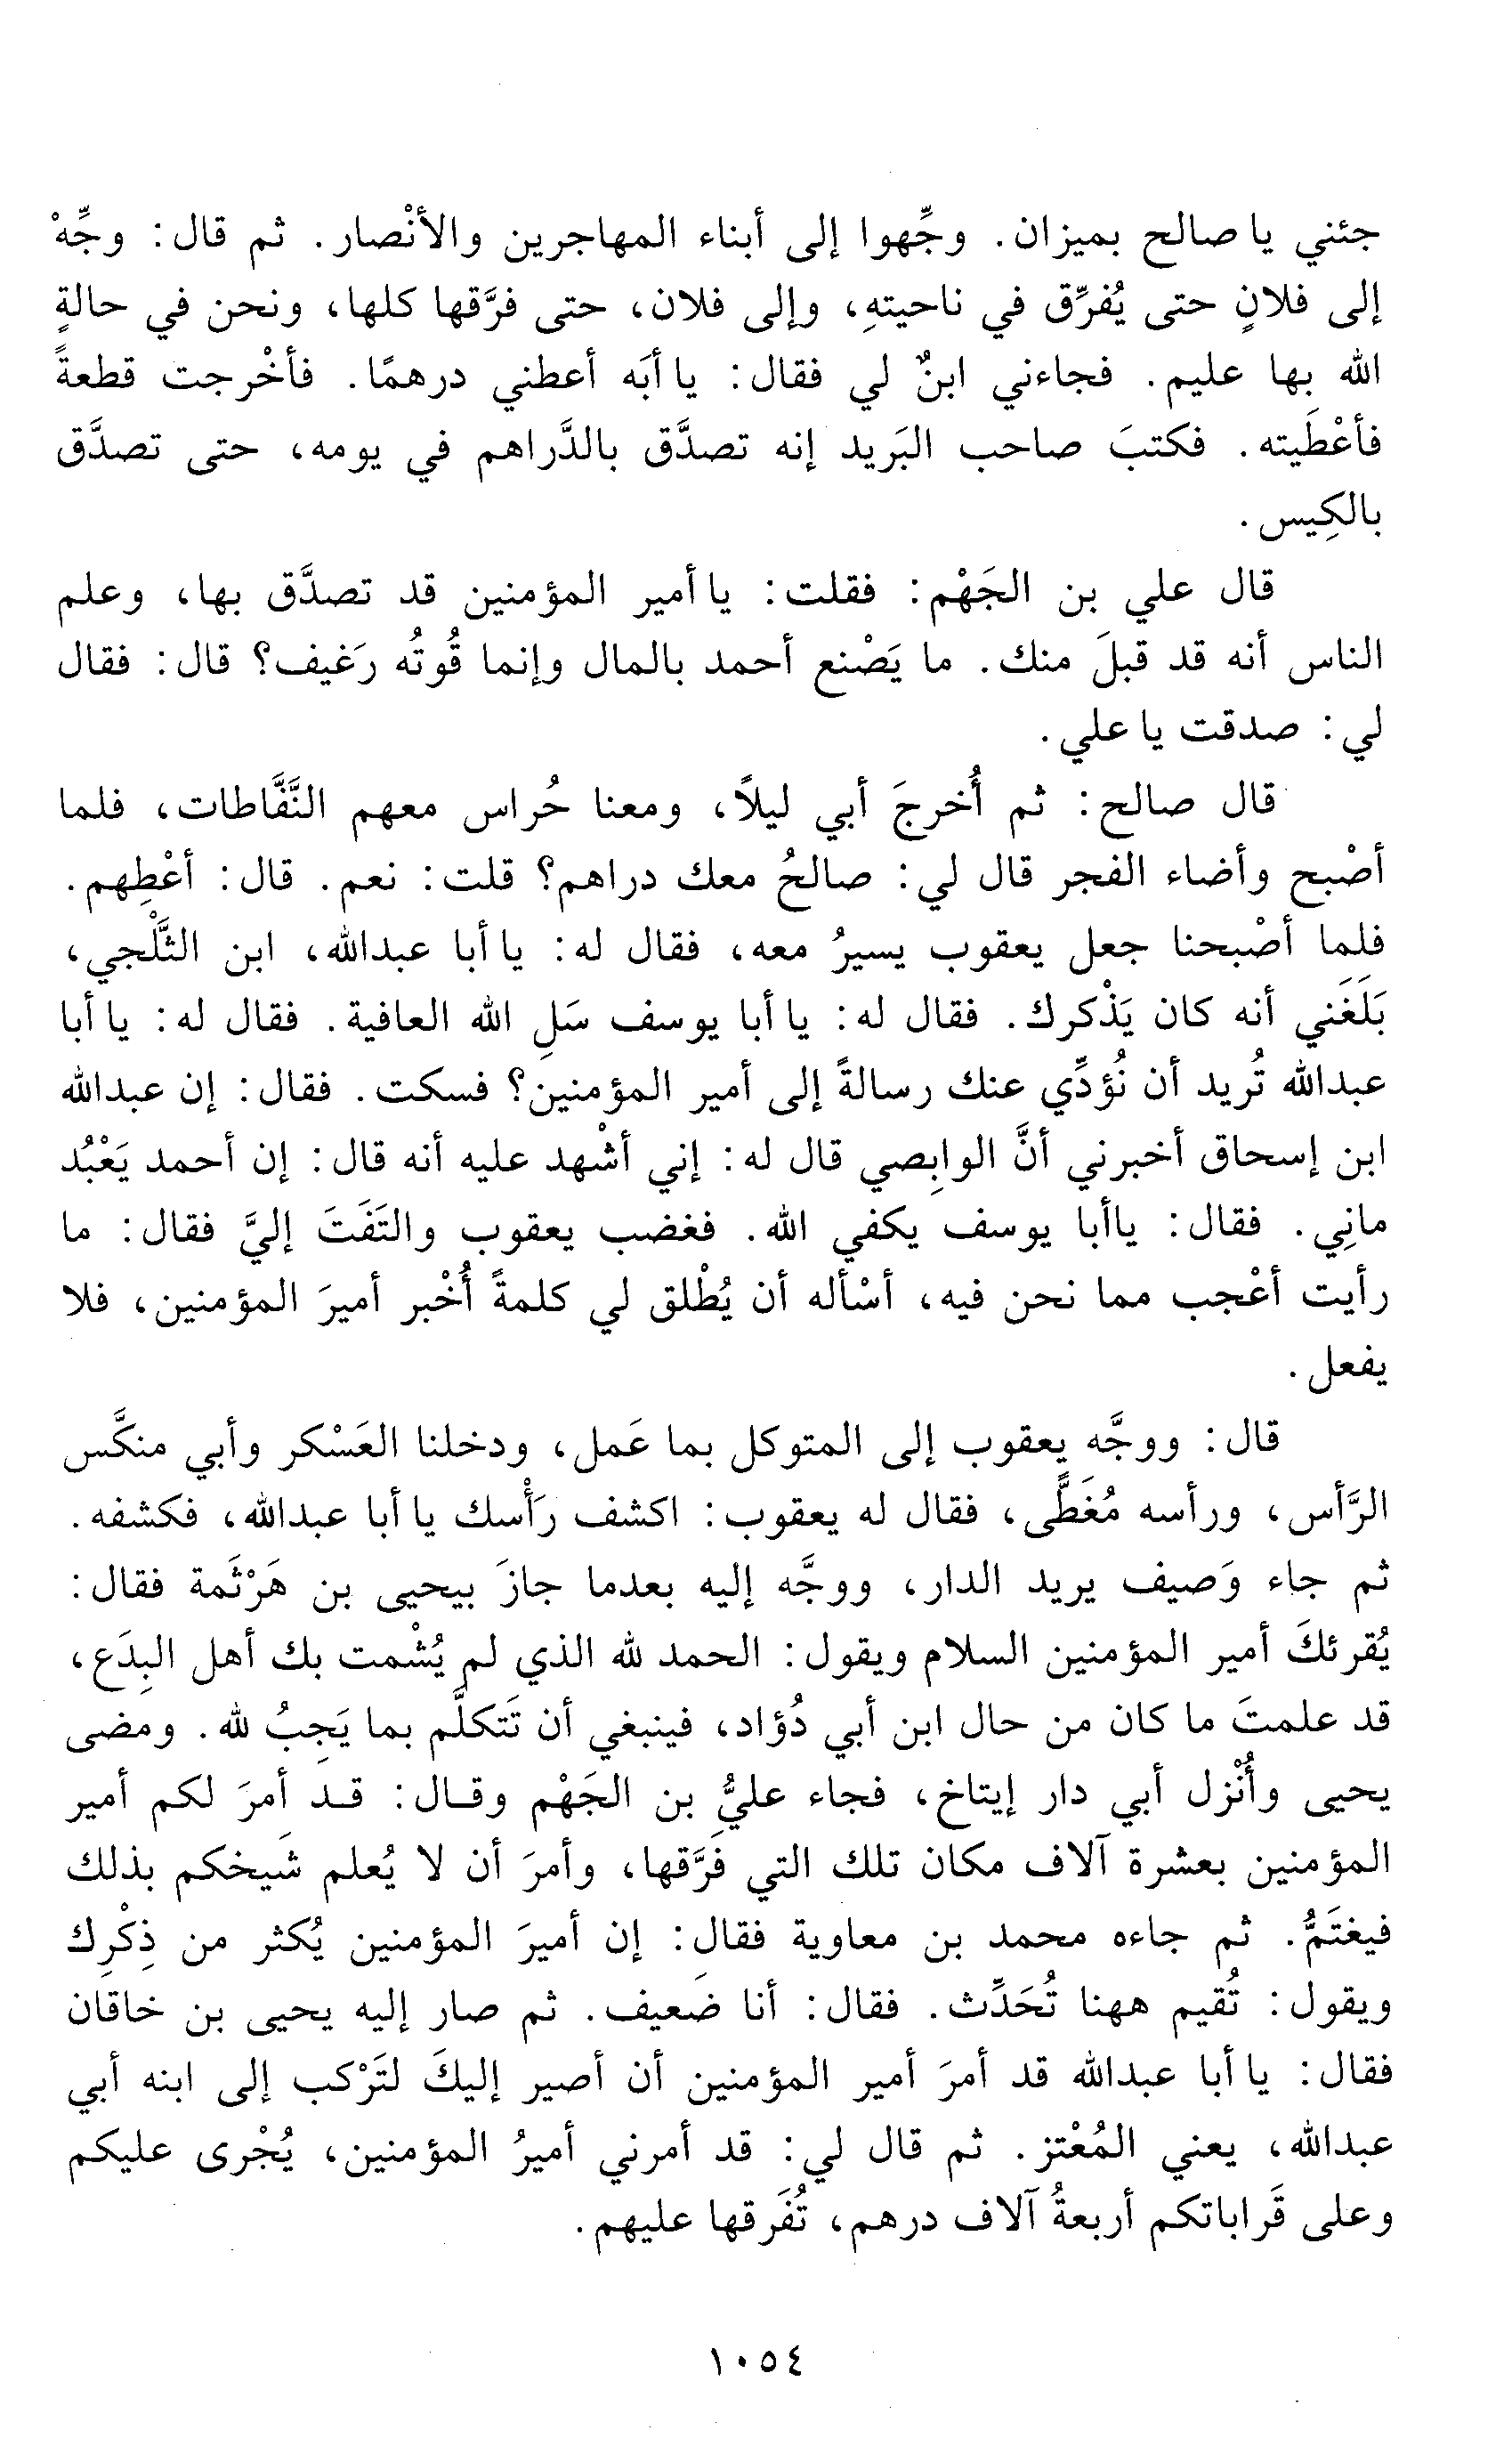 جئني يا صالح بميزان. وجِّهوا إلى أبناء المهاجرين والأنْصار. ثم قال: وجِّهْ
إلى فلانٍ حتى يُفرِّق في ناحيتهِ، وإلى فلان، حتى فرَّقها كلها، ونحن في حالةٍ
الله بها عليم. فجاءني ابنٌ لي فقال: يا أبَه أعطني درهمًا. فأخْرجت قطعةً
فأعْطَيته. فكتبَ صاحب البَريد إنه تصدَّق بالدَّراهم في يومه، حتى تصدَّق
بالكِيس.
قال علي بن الجَهْم: فقلت: يا أمير المؤمنين قد تصدَّق بها، وعلم
الناس أنه قد قبلَ منك. ما يَصْنع أحمد بالمال وإنما قُوتُه رَغيف؟ قال: فقال
لي: صدقت يا علي.
قال صالح: ثم أُخرجَ أبي ليلاً، ومعنا حُراس معهم النَّفَّاطات، فلما
أصْبح وأضاء الفجر قال لي: صالحُ معك دراهم؟ قلت: نعم. قال: أعْطِهم.
فلما أصْبحنا جعل يعقوب يسيرُ معه، فقال له: يا أبا عبدالله، ابن الثَّلْجي،
بَلَغَني أنه كان يَذْكرك. فقال له: يا أبا يوسف سَلِ الله العافية. فقال له: يا أبا
عبدالله تُريد أن نُؤدِّي عنك رسالةً إلى أمير المؤمنين؟ فسكت. فقال: إن عبدالله
ابن إسحاق أخبرني أنَّ الوابِصي قال له: إني أشْهد عليه أنه قال: إن أحمد يَعْبُد
مانِي. فقال: ياأبا يوسف يكفي الله. فغضب يعقوب والتَفَتَ إليَّ فقال: ما
رأيت أعْجب مما نحن فيه، أسْأله أن يُطْلق لي كلمةً أُخْبر أميرَ المؤمنين، فلا
يفعل.
قال: ووجَّه يعقوب إلى المتوكل بما عَمل، ودخلنا العَسْكر وأبي منكَّس
الرَّأس، ورأسه مُغَطًّى، فقال له يعقوب: اكشف رَأْسك يا أبا عبدالله، فكشفه.
ثم جاء وَصيف يريد الدار، ووجَّه إليه بعدما جازَ بيحيى بن هَرْثَمة فقال:
يُقرئكَ أمير المؤمنين السلام ويقول: الحمد لله الذي لم يُشْمت بك أهل البِدَع،
قد علمتَ ما كان من حال ابن أبي دُؤاد، فينبغي أن تَتكلَّم بما يَجِبُ لله. ومضى
يحيى وأُنْزل أبي دار إيتاخ، فجاء عليُّ بن الجَهْم وقـال: قـد أمرَ لكم أمير
المؤمنين بعشرة آلاف مكان تلك التي فَرَّقها، وأمرَ أن لا يُعلم شَيخكم بذلك
فيغتَمُّ. ثم جاءه محمد بن معاوية فقال: إن أميرَ المؤمنين يُكثر من ذِكْرِك
ويقول: تُقيم ههنا تُحَدِّث. فقال: أنا ضَعيف. ثم صار إليه يحيى بن خاقان
فقال: يا أبا عبدالله قد أمرَ أمير المؤمنين أن أصير إليكَ لتَرْكب إلى ابنه أبي
عبدالله، يعني المُعْتز. ثم قال لي: قد أمرني أميرُ المؤمنين، يُجْرى عليكم
وعلى قَراباتكم أربعةُ آلاف درهم، تُفَرقها عليهم.
١٠٥٤